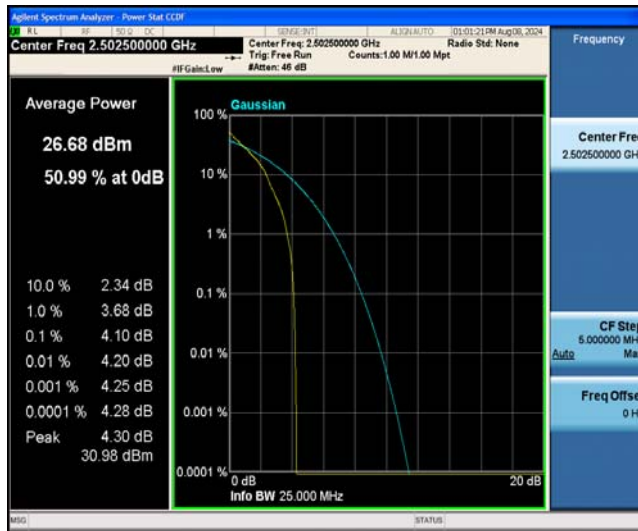 Agilent Spectrum Analyzer - Power Stat CCDF
RL RF 50 Ω DC SENSE:INT ALIGN AUTO 01:01:21 PM Aug 08, 2024
Center Freq 2.502500000 GHz
Center Freq: 2.502500000 GHz Radio Std: None
Trig: Free Run Counts:1.00 M/1.00 Mpt
#IFGain:Low #Atten: 46 dB
Frequency
Average Power
26.68 dBm
50.99 % at 0dB
10.0 % 2.34 dB
1.0 % 3.68 dB
0.1 % 4.10 dB
0.01 % 4.20 dB
0.001 % 4.25 dB
0.0001 % 4.28 dB
Peak 4.30 dB
30.98 dBm
Gaussian
100 %
10 %
1 %
0.1 %
0.01 %
0.001 %
0.0001 %
0 dB 20 dB
Info BW 25.000 MHz
Center Fre
2.502500000 GH
CF Ste
5.000000 MH
Auto Ma
Freq Offse
0 H
MSG STATUS